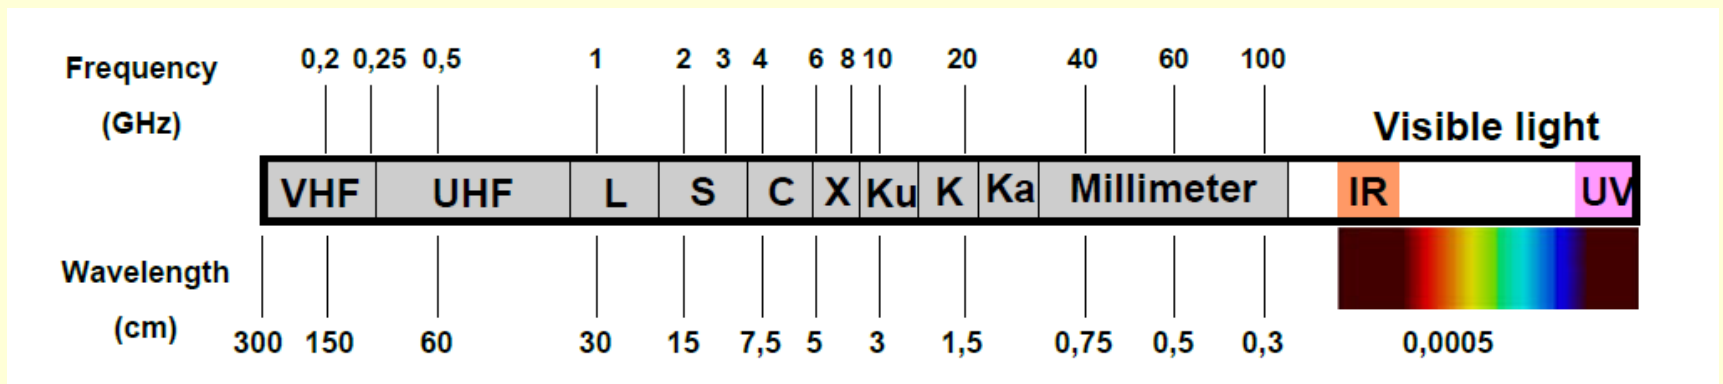 Frequency
(GHz)
0,2 0,25 0,5 1 2 3 4 6 8 10 20 40 60 100
Visible light
VHF UHF L S C X Ku K Ka Millimeter IR UV
Wavelength
(cm)
300 150 60 30 15 7,5 5 3 1,5 0,75 0,5 0,3 0,0005